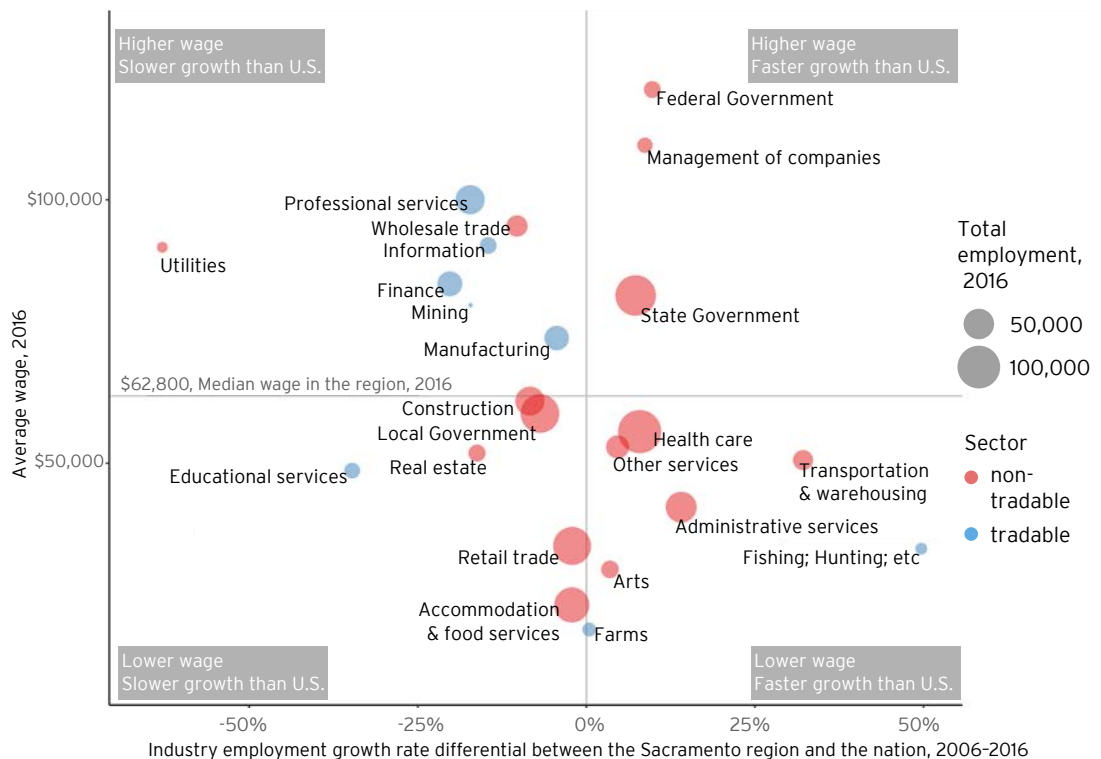 Higher wage
Slower growth than U.S.
Higher wage
Faster growth than U.S.
Federal Government
Management of companies
$100,000
Professional services
Wholesale trade
Information
Utilities
Finance
Mining
State Government
Manufacturing
Total
employment,
2016
50,000
100,000
Average wage, 2016
$62,800, Median wage in the region, 2016
Construction
Local Government
Health care
Other services
Real estate
$50,000
Educational services
Transportation
& warehousing
Sector
non-
tradable
tradable
Administrative services
Retail trade
Fishing; Hunting; etc
Arts
Accommodation
& food services
Farms
Lower wage
Slower growth than U.S.
Lower wage
Faster growth than U.S.
-50%
-25%
0%
25%
50%
Industry employment growth rate differential between the Sacramento region and the nation, 2006–2016